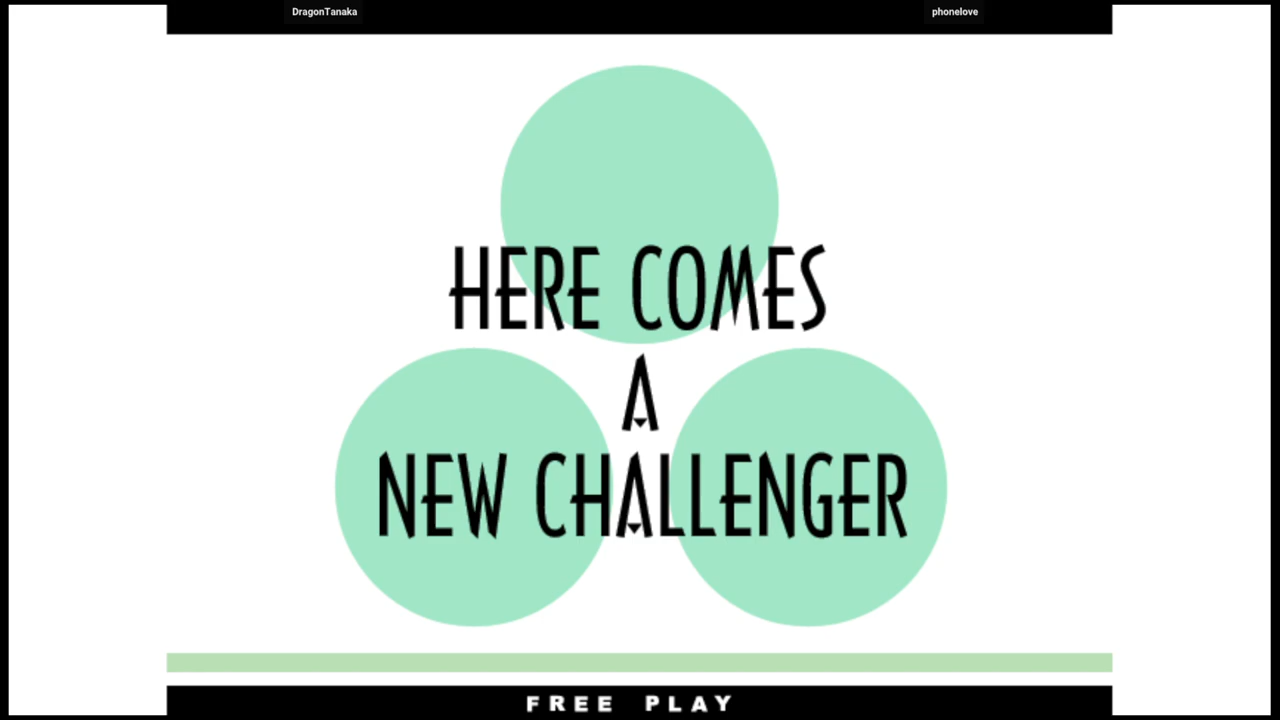 DragonTanaka
phonelove
HERE COMES
A
NEW CHALLENGER
FREE PLAY